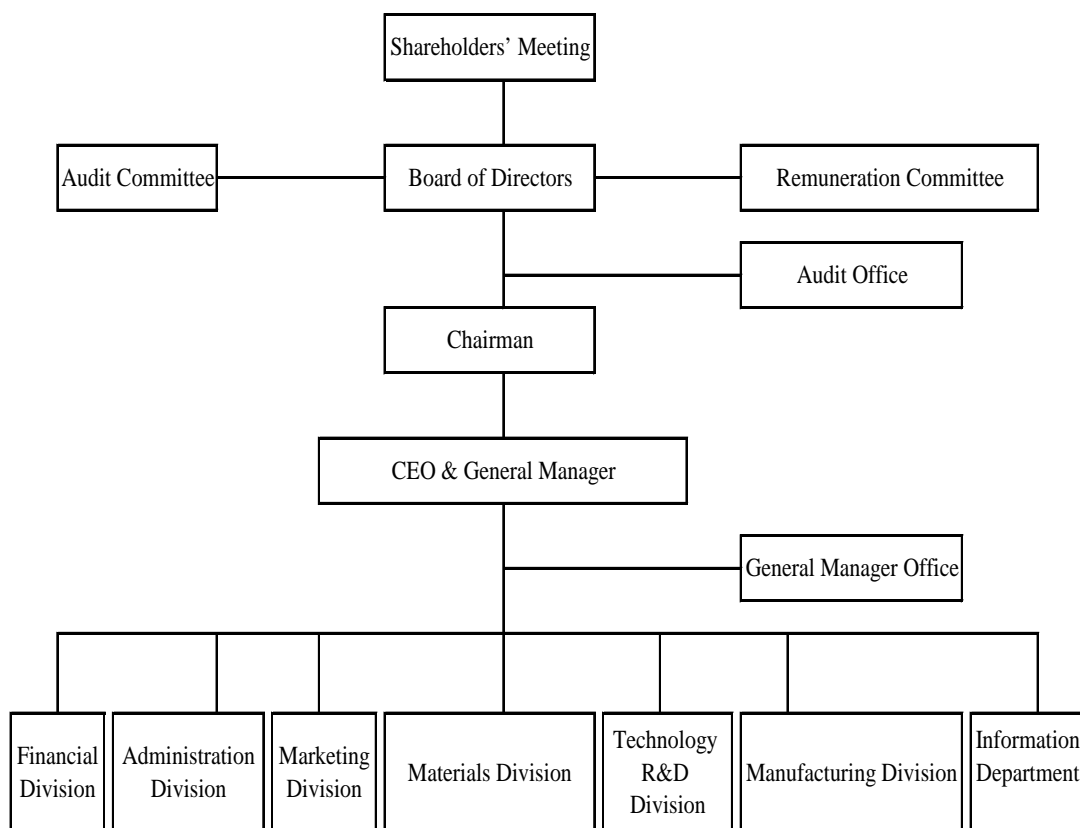 Shareholders’ Meeting
Audit Committee
Board of Directors
Remuneration Committee
Audit Office
Chairman
CEO & General Manager
General Manager Office
Financial
Division
Administration
Division
Marketing
Division
Materials Division
Technology
R&D
Division
Manufacturing Division
Information
Department